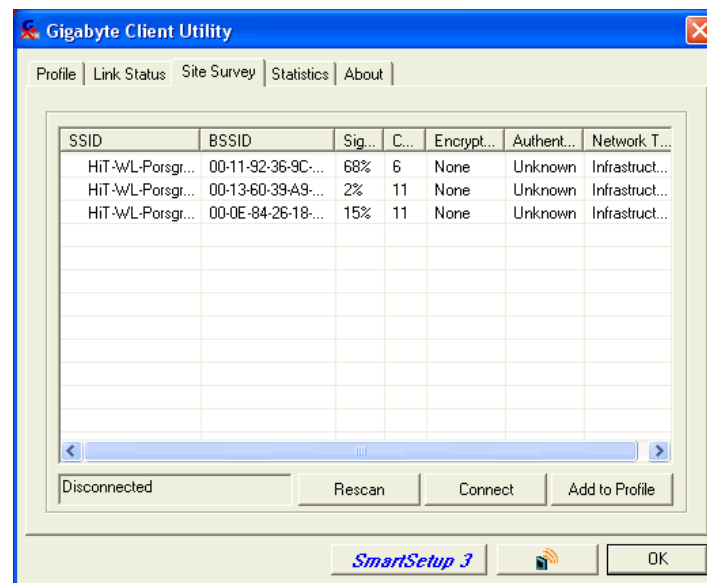 Gigabyte Client Utility
Profile Link Status Site Survey Statistics About
SSID BSSID Sig... C... Encrypt... Authent... Network T...
HiT-WL-Porsgr... 00-11-92-36-9C-... 68% 6 None Unknown Infrastruct...
HiT-WL-Porsgr... 00-13-60-39-A9-... 2% 11 None Unknown Infrastruct...
HiT-WL-Porsgr... 00-0E-84-26-18-... 15% 11 None Unknown Infrastruct...
Disconnected Rescan Connect Add to Profile
SmartSetup 3 OK